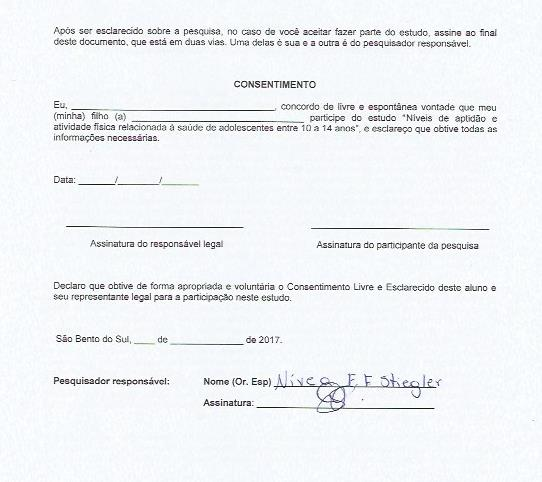 Após ser esclarecido sobre a pesquisa, no caso de você aceitar fazer parte do estudo, assine ao final
deste documento, que está em duas vias. Uma delas é sua e a outra é do pesquisador responsável.
CONSENTIMENTO
Eu, ______________________________, concordo de livre e espontânea vontade que meu
(minha) filho (a) ______________________________ participe do estudo "Níveis de aptidão e
atividade física relacionada à saúde de adolescentes entre 10 a 14 anos", e esclareço que obtive todas as
informações necessárias.
Data: ______/______/______
Assinatura do responsável legal
Assinatura do participante da pesquisa
Declaro que obtive de forma apropriada e voluntária o Consentimento Livre e Esclarecido deste aluno e
seu representante legal para a participação neste estudo.
São Bento do Sul, ___ de ___________ de 2017.
Pesquisador responsável: Nome (Or. Esp) Nivea F. F Stiegler
Assinatura: ______________________________